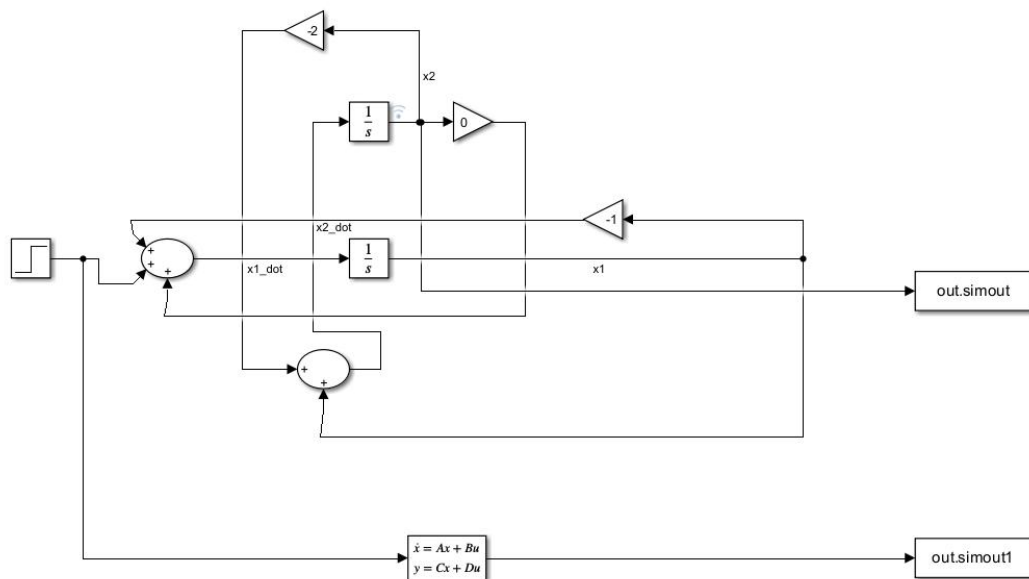 -2
x2
1
s
0
-1
x2_dot
+
+
+
x1_dot
1
s
x1
out.simout
+
+
ẋ = Ax + Bu
y = Cx + Du
out.simout1